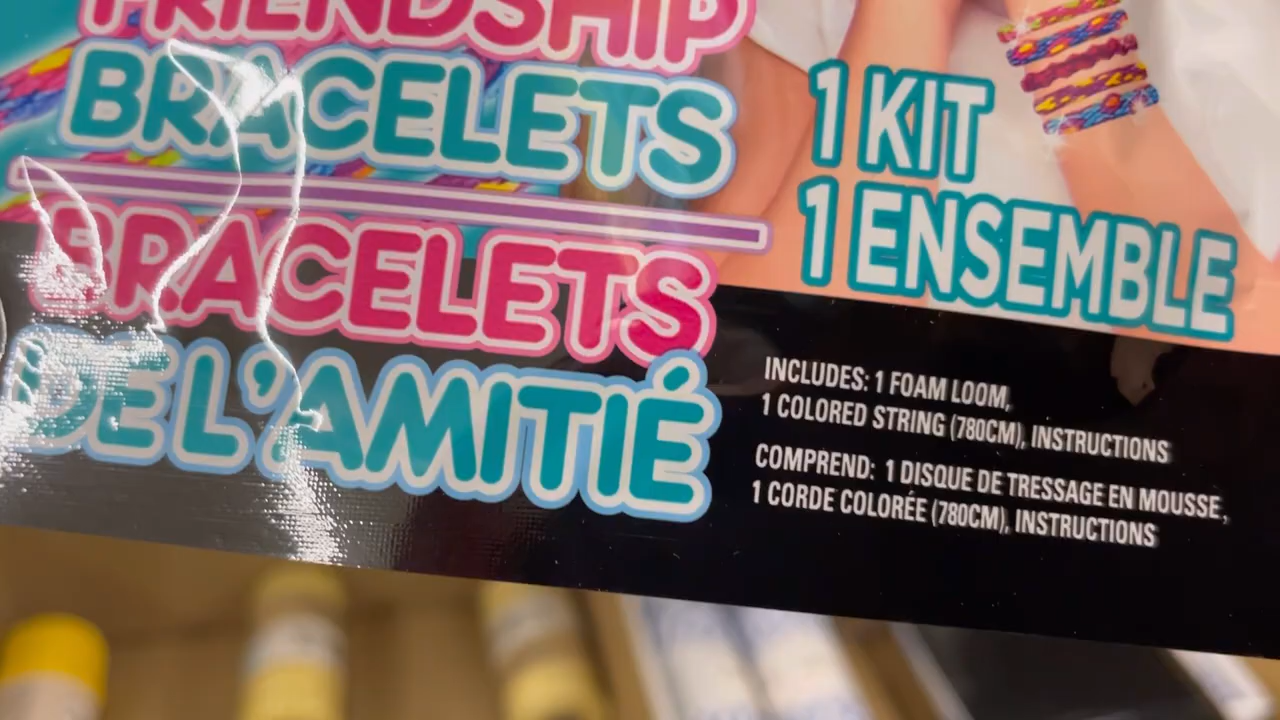 FRIENDSHIP
BRACELETS
BRACELETS
DE L'AMITIÉ
1 KIT
1 ENSEMBLE
INCLUDES: 1 FOAM LOOM,
1 COLORED STRING (780CM), INSTRUCTIONS
COMPREND: 1 DISQUE DE TRESSAGE EN MOUSSE,
1 CORDE COLORÉE (780CM), INSTRUCTIONS